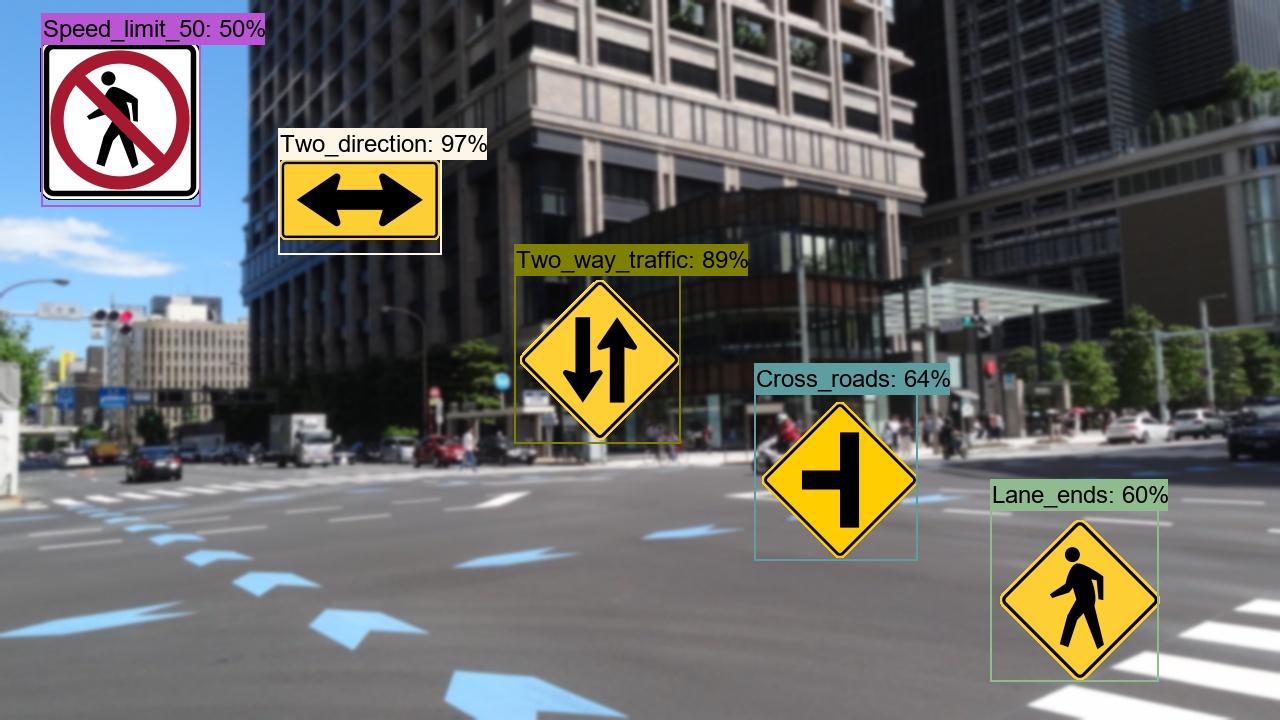 Speed_limit_50: 50%
Two_direction: 97%
Two_way_traffic: 89%
Cross_roads: 64%
Lane_ends: 60%